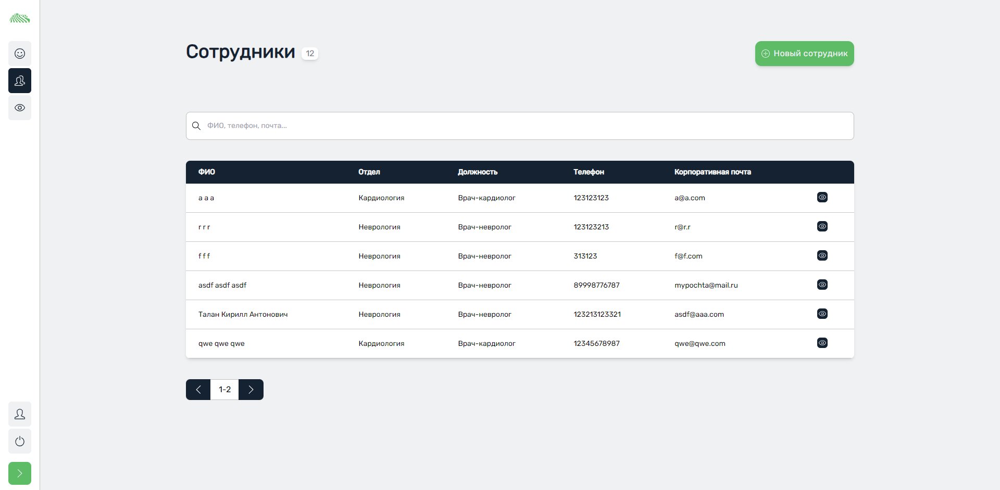 Сотрудники 12
Новый сотрудник
ФИО, телефон, почта...
ФИО Отдел Должность Телефон Корпоративная почта
a a a Кардиология Врач-кардиолог 123123123 a@a.com
r r r Неврология Врач-невролог 123123213 r@r.r
f f f Неврология Врач-невролог 313123 f@f.com
asdf asdf asdf Неврология Врач-невролог 89998776787 mypochta@mail.ru
Талан Кирилл Антонович Неврология Врач-невролог 123213123321 asdf@aaa.com
qwe qwe qwe Кардиология Врач-кардиолог 12345678987 qwe@qwe.com
1-2